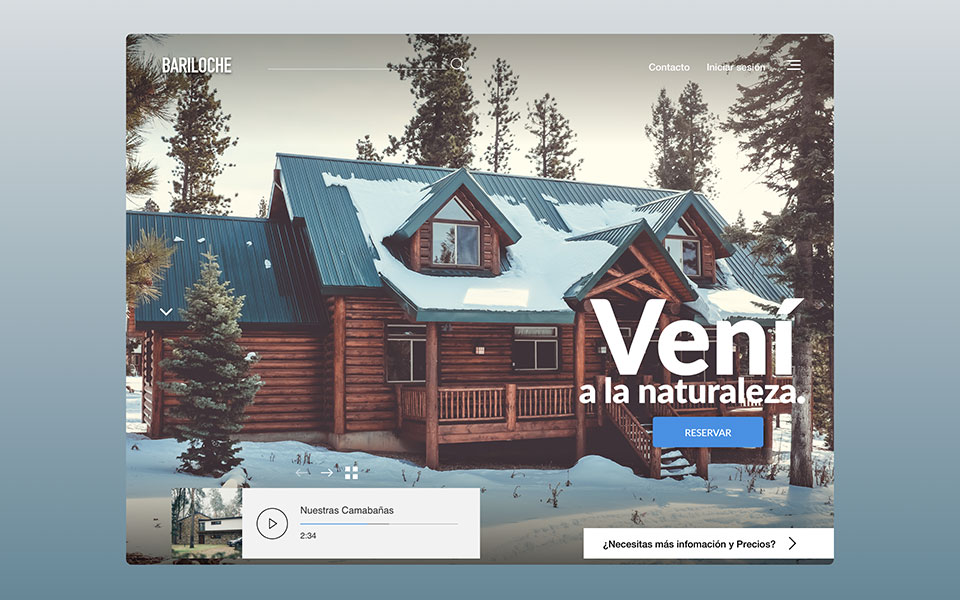 BARILOCHE
Contacto
Iniciar sesión
Vení
a la naturaleza.
RESERVAR
Nuestras Camabañas
2:34
¿Necesitas más infomación y Precios?